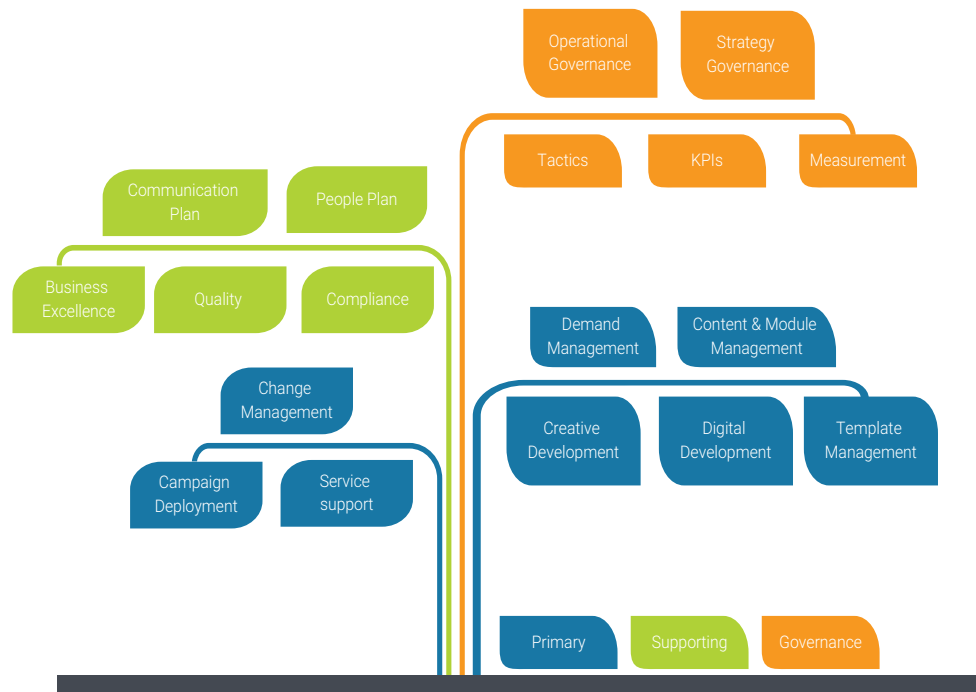 Operational
Governance
Strategy
Governance
Tactics
KPIs
Measurement
Communication
Plan
People Plan
Business
Excellence
Quality
Compliance
Demand
Management
Content & Module
Management
Change
Management
Creative
Development
Digital
Development
Template
Management
Campaign
Deployment
Service
support
Primary
Supporting
Governance